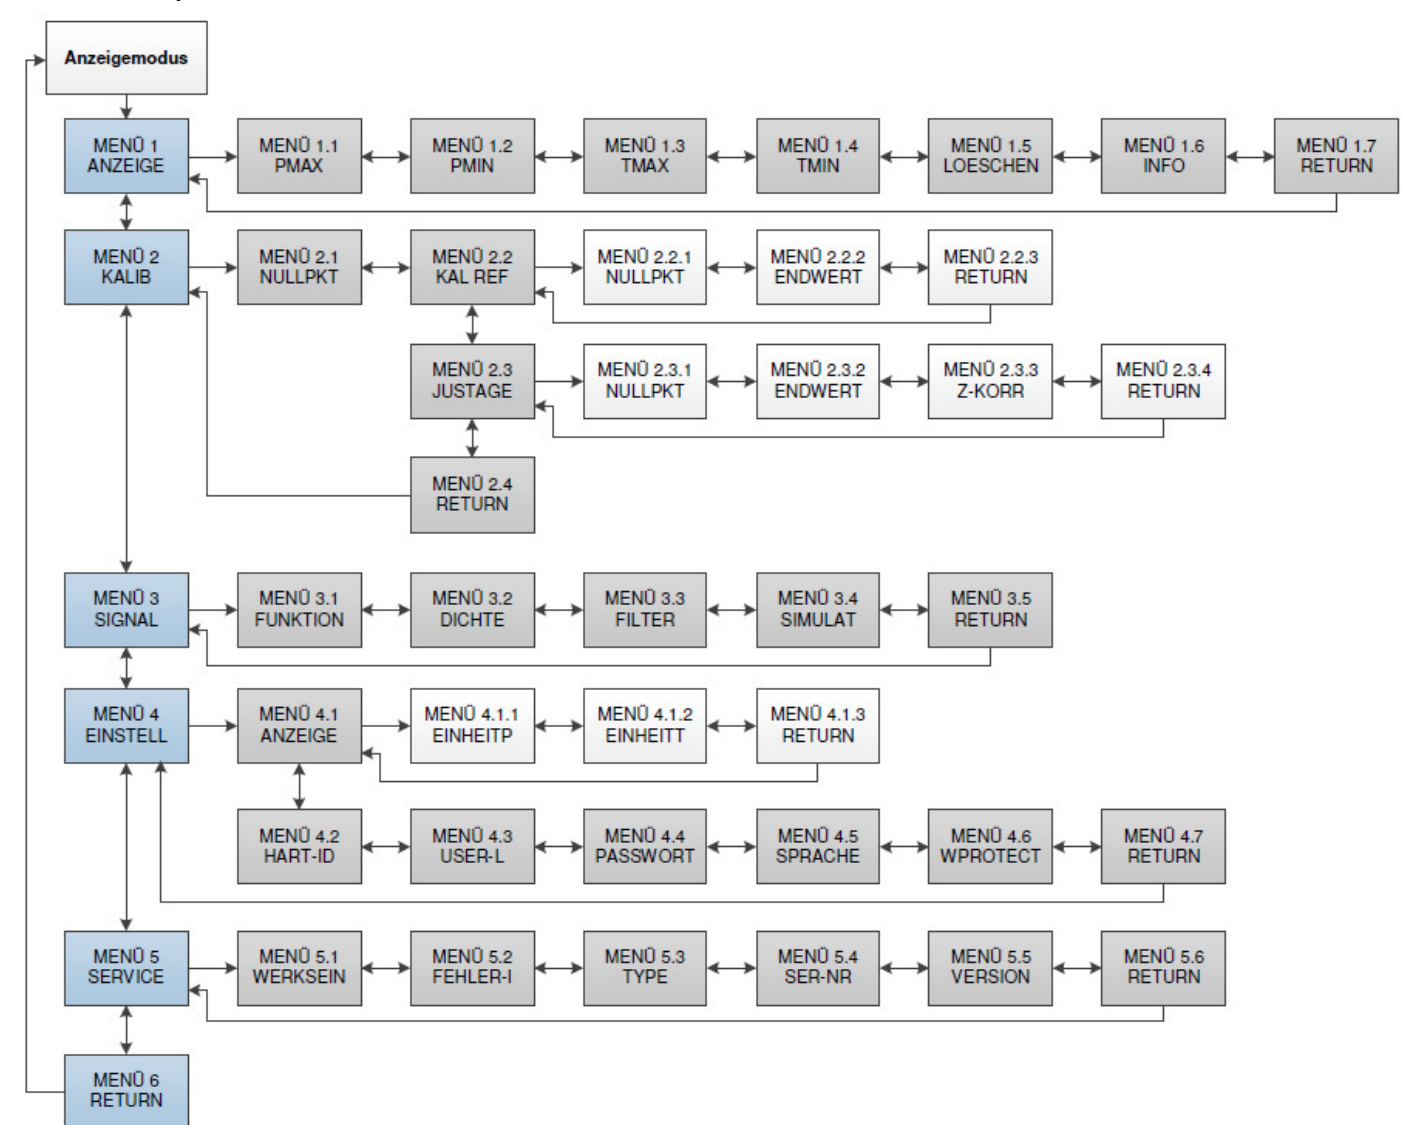 Anzeigemodus
MENÜ 1
ANZEIGE
MENÜ 1.1
PMAX
MENÜ 1.2
PMIN
MENÜ 1.3
TMAX
MENÜ 1.4
TMIN
MENÜ 1.5
LOESCHEN
MENÜ 1.6
INFO
MENÜ 1.7
RETURN
MENÜ 2
KALIB
MENÜ 2.1
NULLPKT
MENÜ 2.2
KAL REF
MENÜ 2.2.1
NULLPKT
MENÜ 2.2.2
ENDWERT
MENÜ 2.2.3
RETURN
MENÜ 2.3
JUSTAGE
MENÜ 2.3.1
NULLPKT
MENÜ 2.3.2
ENDWERT
MENÜ 2.3.3
Z-KORR
MENÜ 2.3.4
RETURN
MENÜ 2.4
RETURN
MENÜ 3
SIGNAL
MENÜ 3.1
FUNKTION
MENÜ 3.2
DICHTE
MENÜ 3.3
FILTER
MENÜ 3.4
SIMULAT
MENÜ 3.5
RETURN
MENÜ 4
EINSTELL
MENÜ 4.1
ANZEIGE
MENÜ 4.1.1
EINHEITP
MENÜ 4.1.2
EINHEITT
MENÜ 4.1.3
RETURN
MENÜ 4.2
HART-ID
MENÜ 4.3
USER-L
MENÜ 4.4
PASSWORT
MENÜ 4.5
SPRACHE
MENÜ 4.6
WPROTECT
MENÜ 4.7
RETURN
MENÜ 5
SERVICE
MENÜ 5.1
WERKSEIN
MENÜ 5.2
FEHLER-I
MENÜ 5.3
TYPE
MENÜ 5.4
SER-NR
MENÜ 5.5
VERSION
MENÜ 5.6
RETURN
MENÜ 6
RETURN